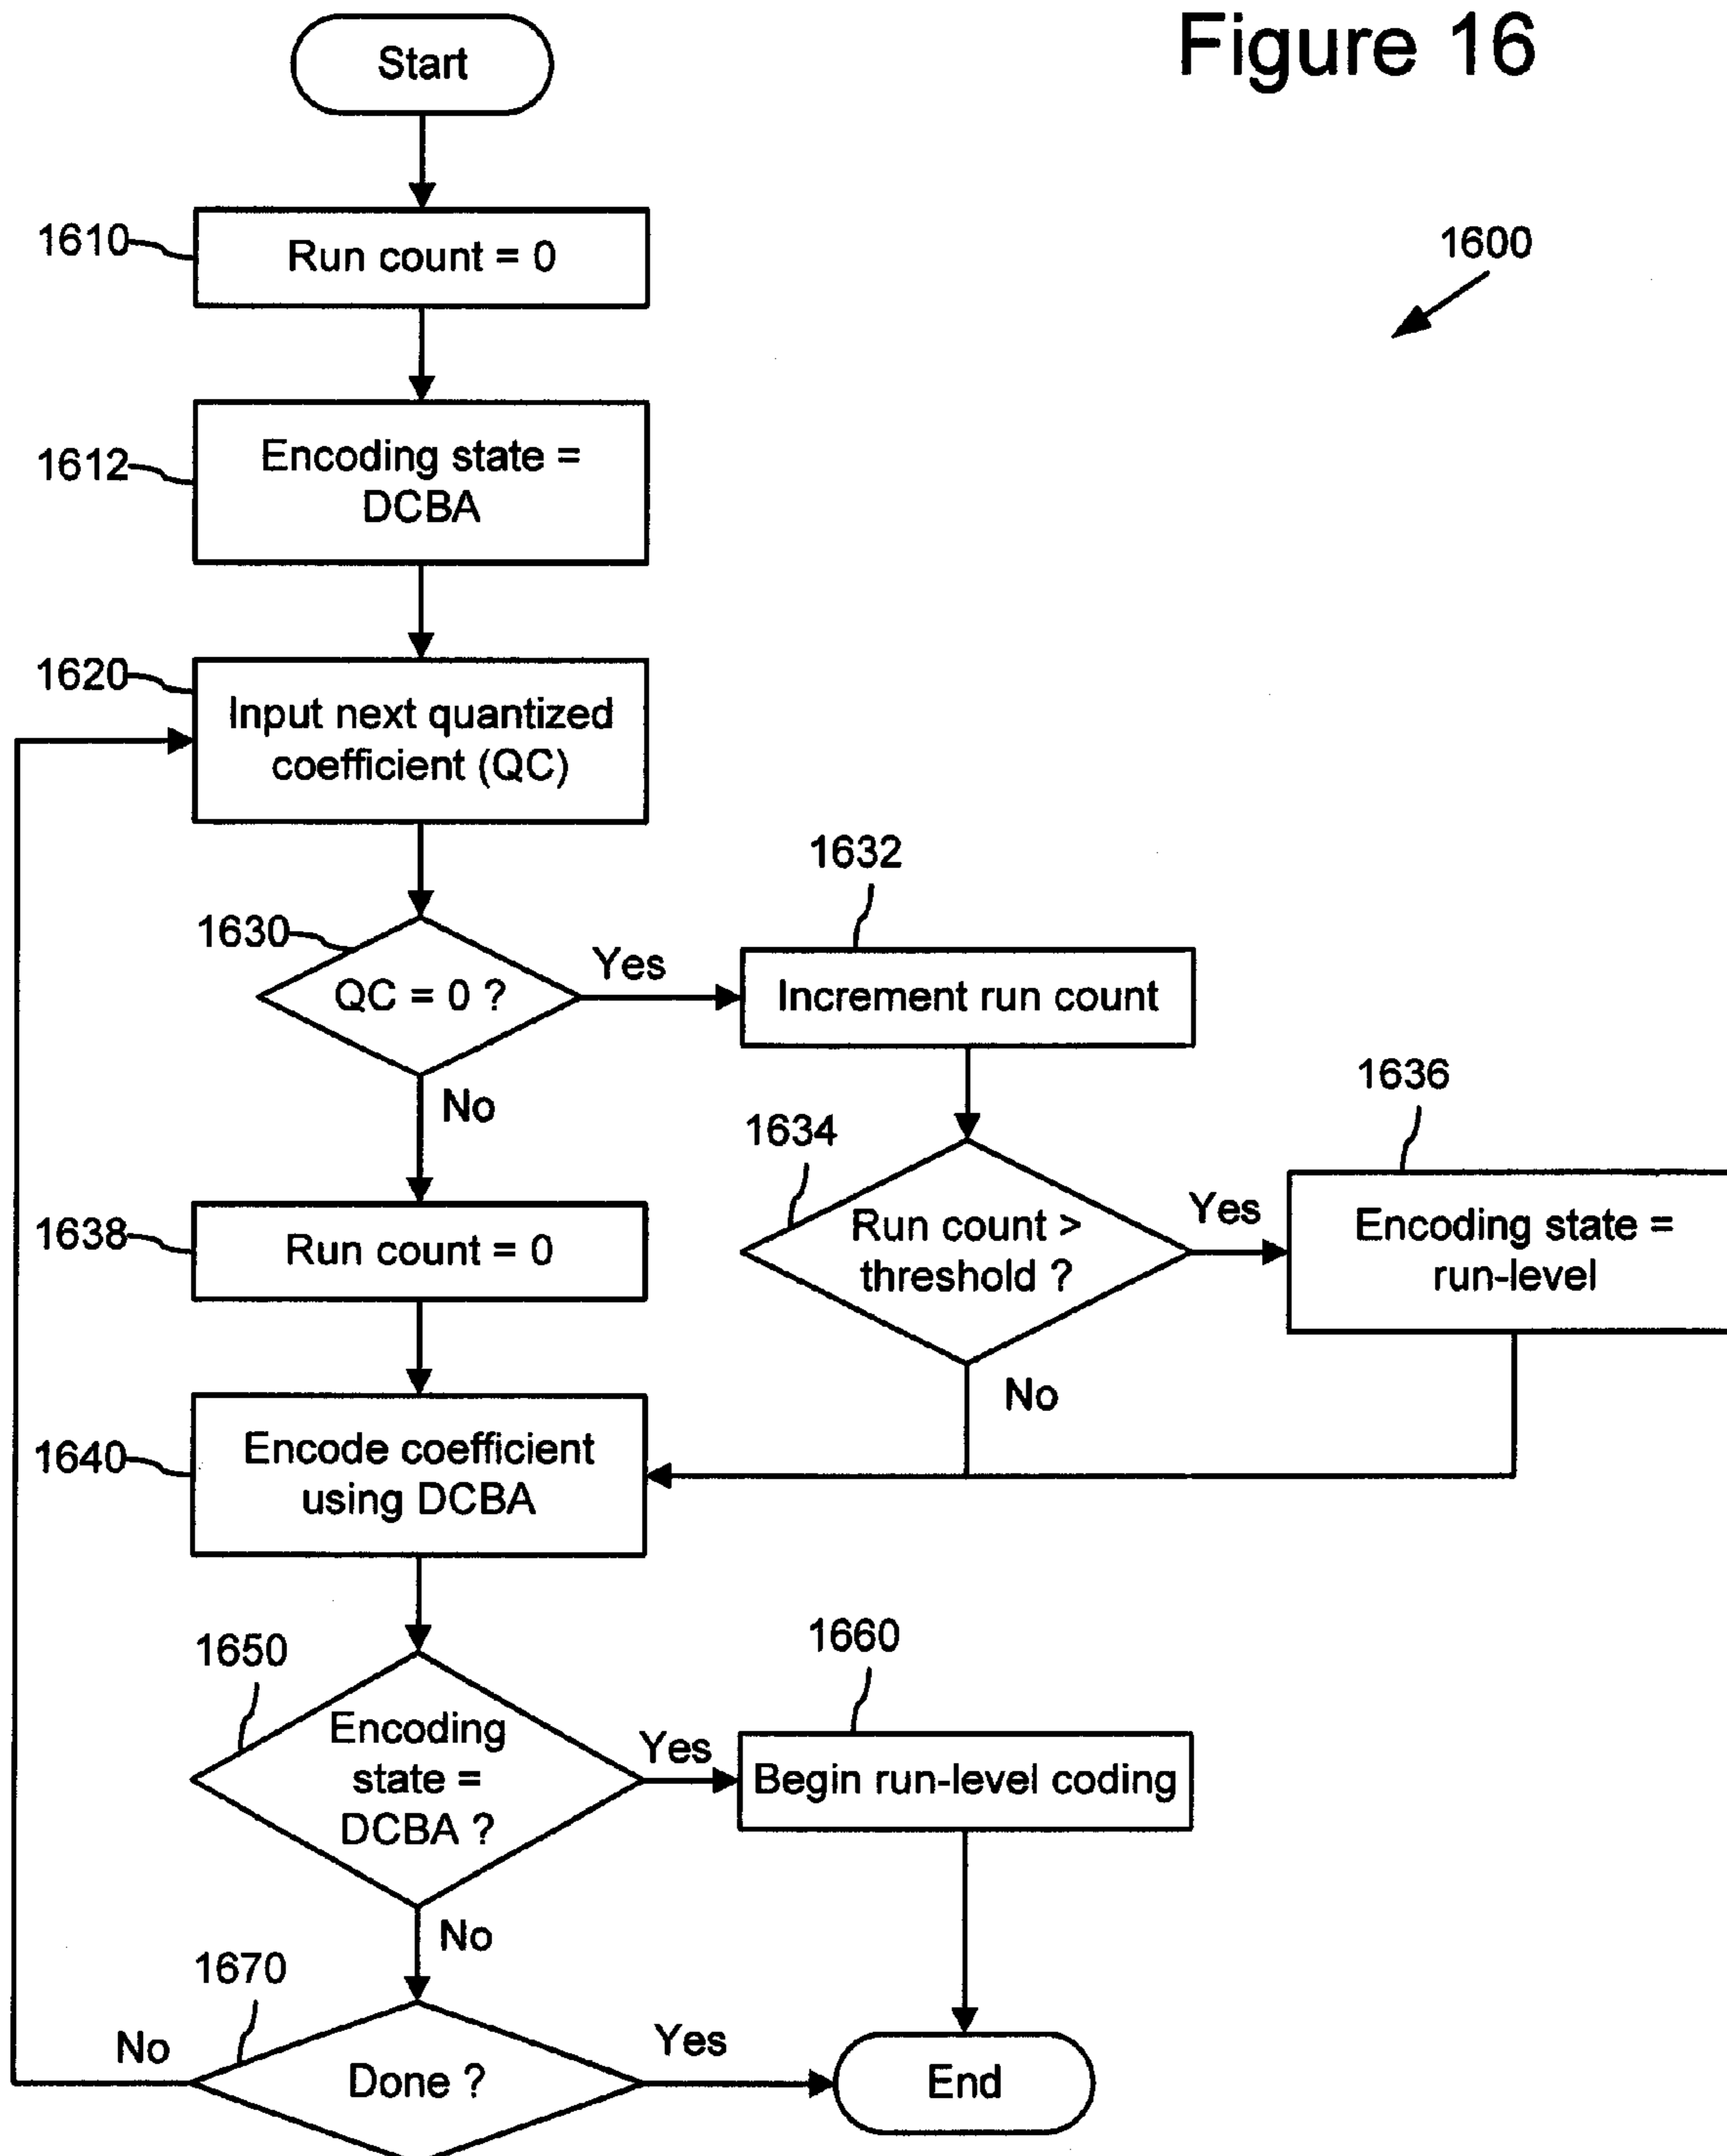 Figure 16
Start
1610
Run count = 0
1600
1612
Encoding state =
DCBA
1620
Input next quantized
coefficient (QC)
1632
1630
QC = 0 ?
Yes
Increment run count
No
1636
1634
Run count >
threshold ?
Yes
Encoding state =
run-level
1638
Run count = 0
No
1640
Encode coefficient
using DCBA
1650
1660
Encoding
state =
DCBA ?
Yes
Begin run-level coding
No
1670
No
Done ?
Yes
End